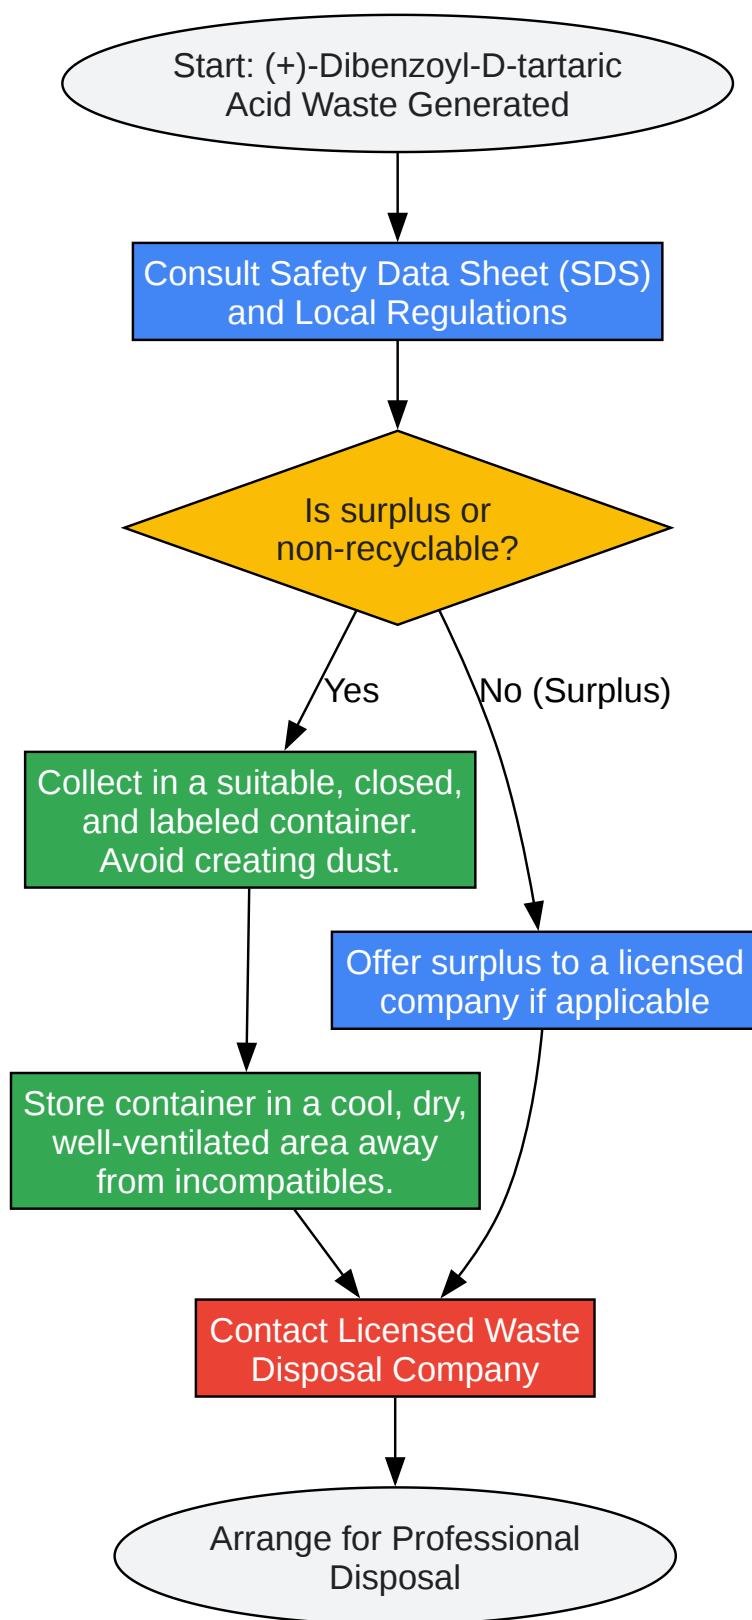 Start: (+)-Dibenzoyl-D-tartaric
Acid Waste Generated
Consult Safety Data Sheet (SDS)
and Local Regulations
Is surplus or
non-recyclable?
Yes
No (Surplus)
Collect in a suitable, closed,
and labeled container.
Avoid creating dust.
Offer surplus to a licensed
company if applicable
Store container in a cool, dry,
well-ventilated area away
from incompatibles.
Contact Licensed Waste
Disposal Company
Arrange for Professional
Disposal